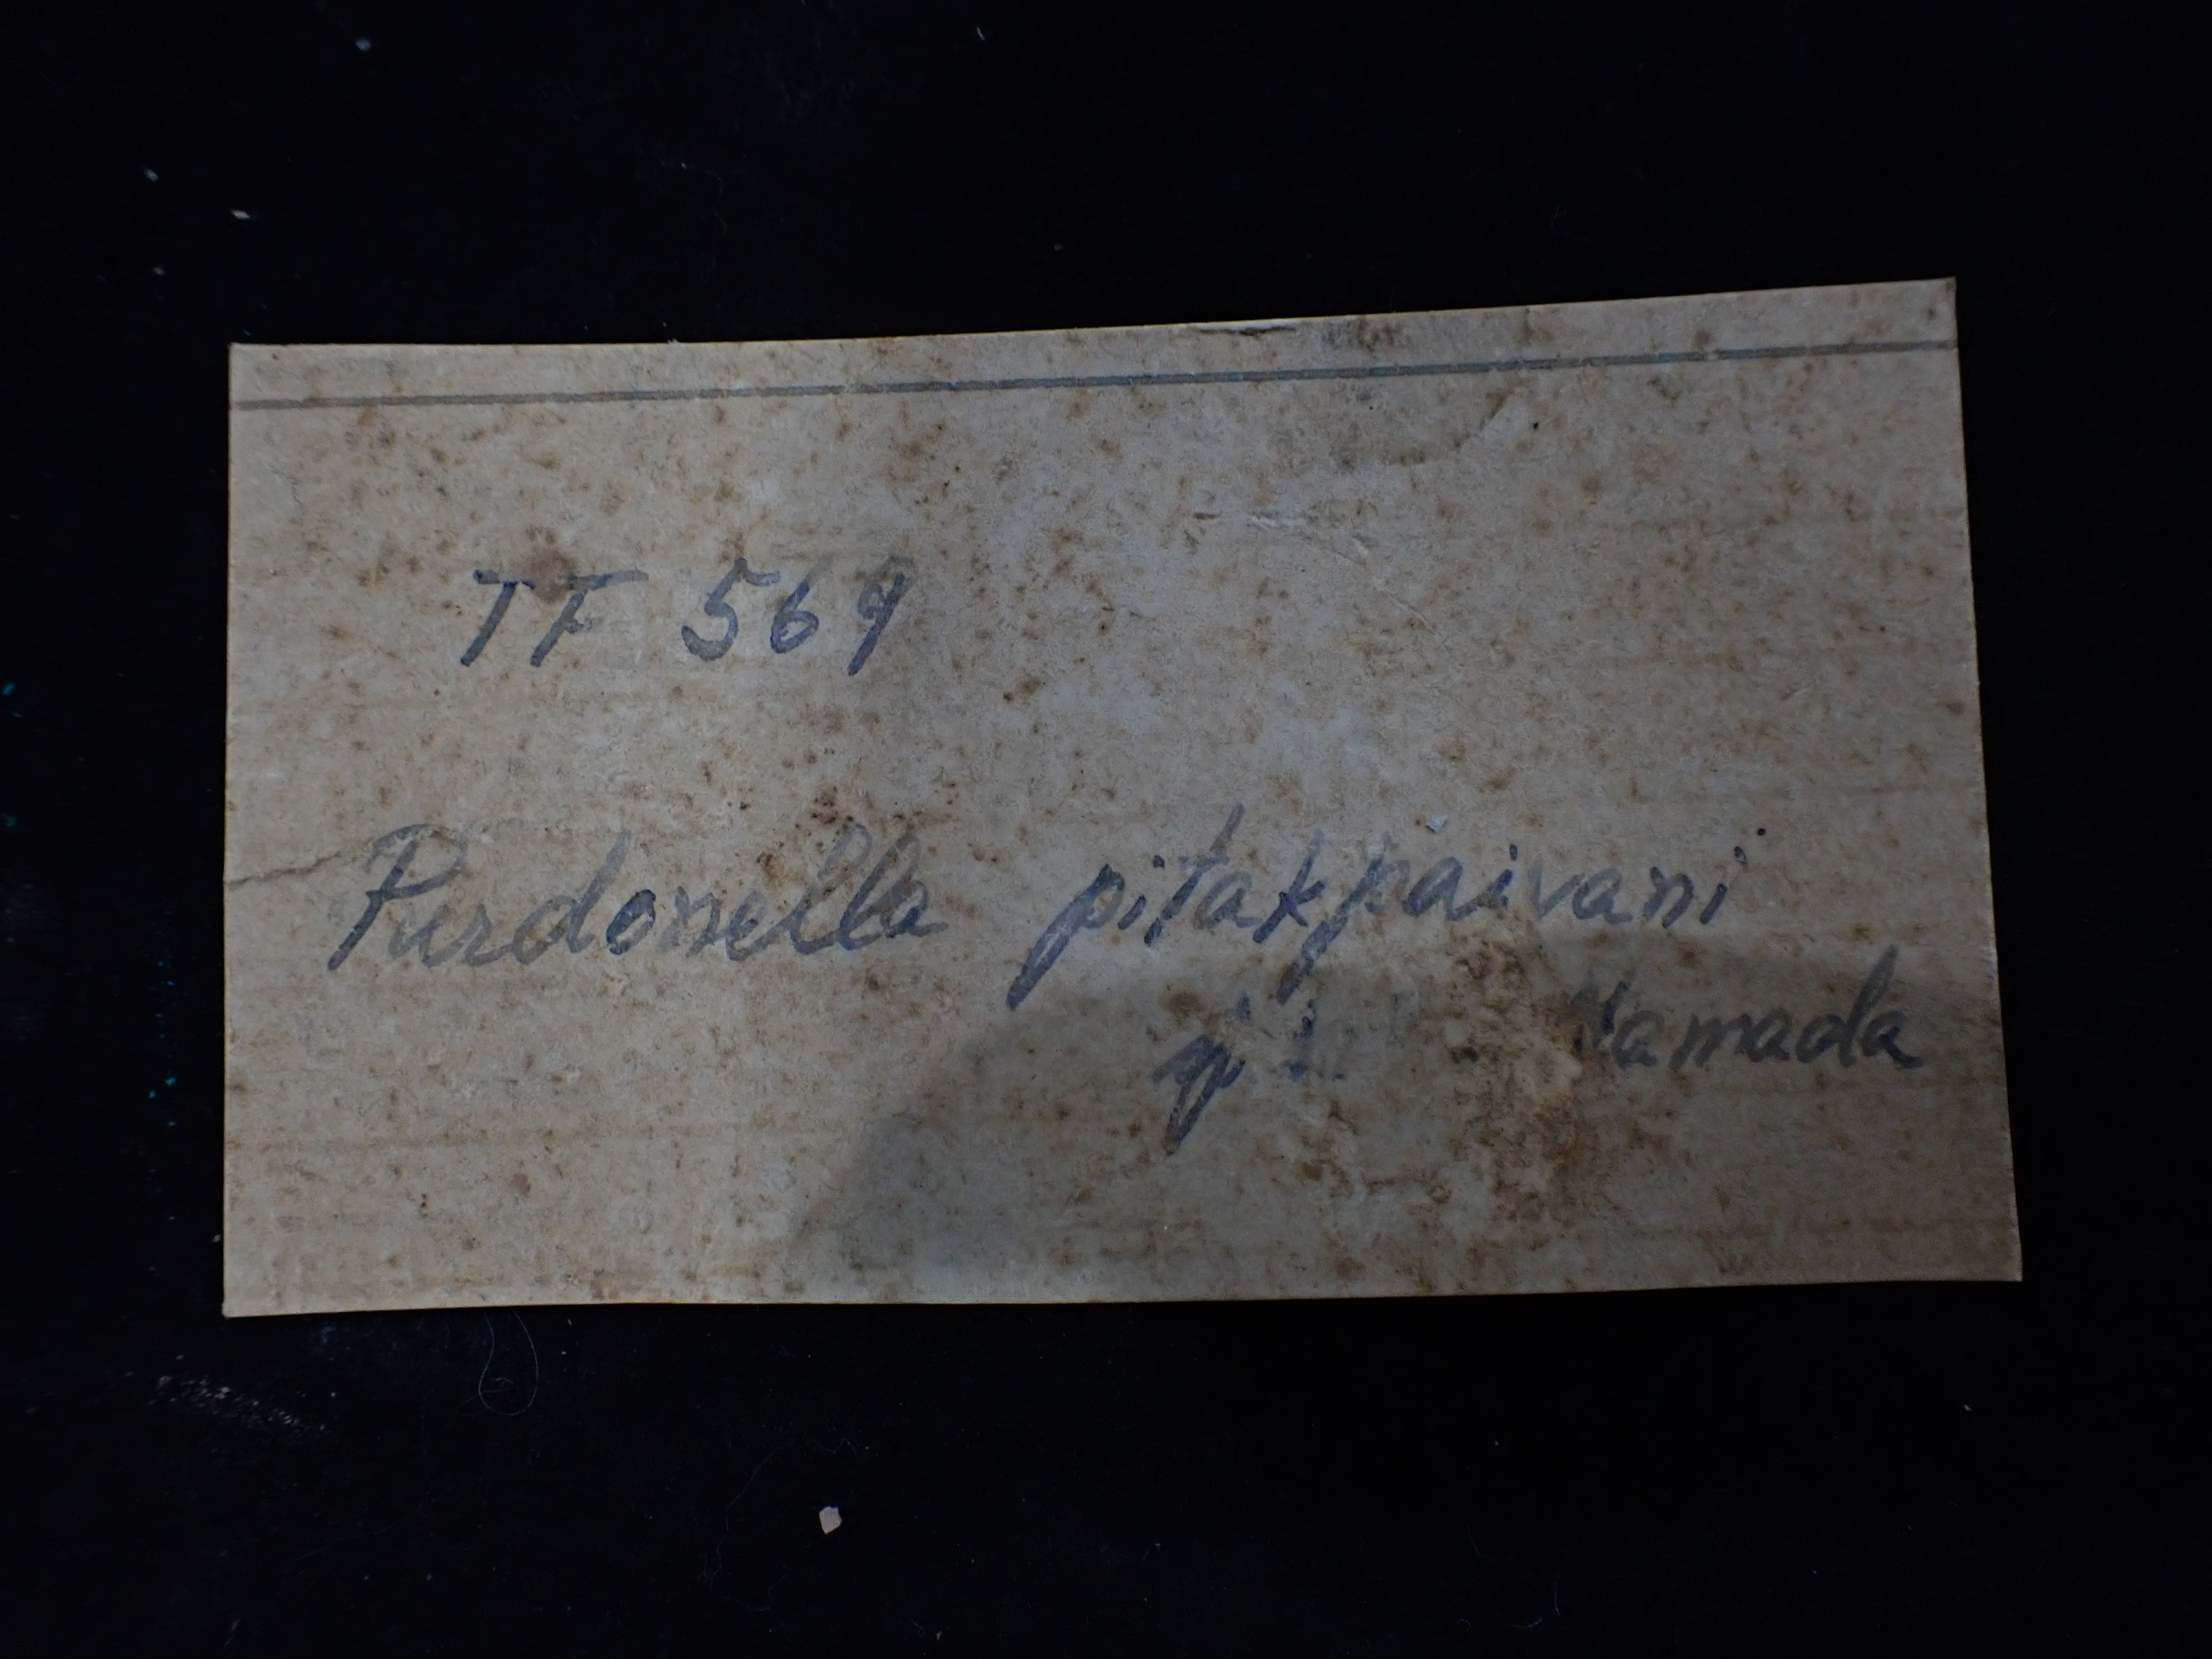 TF 569
Purdonella pitakpaivani
Hamada